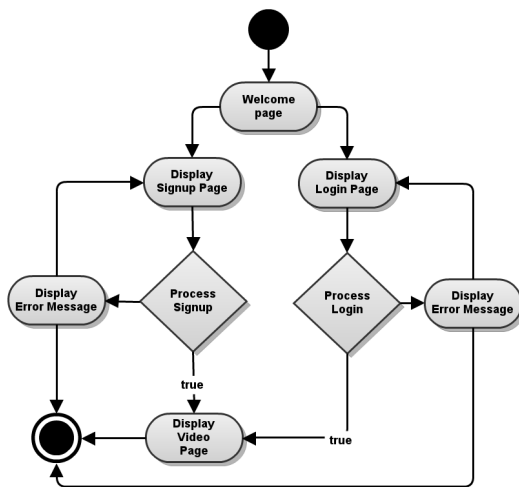 Welcome
page
Display
Signup Page
Display
Login Page
Display
Error Message
Process
Signup
Process
Login
Display
Error Message
true
Display
Video
Page
true